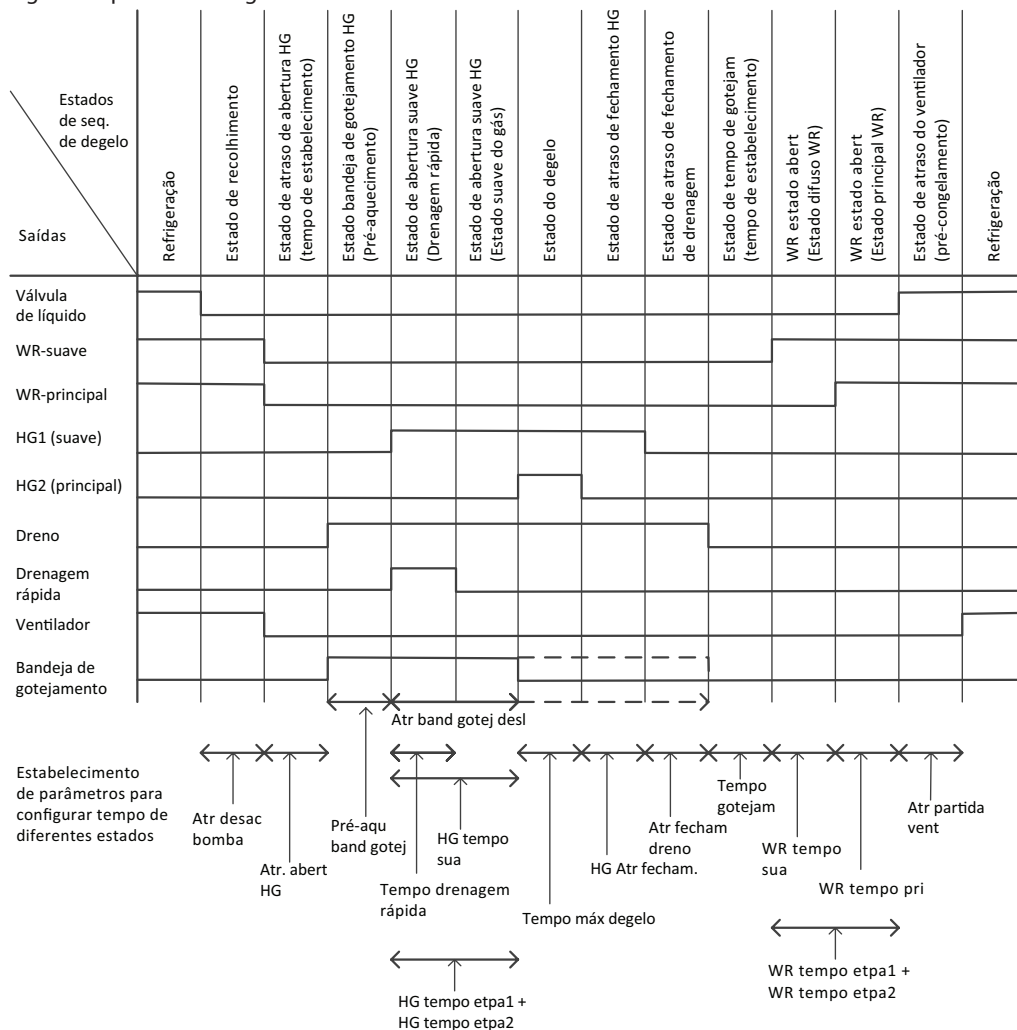 Estados
de seq.
de degelo
Saídas
Refrigeração
Estado de recolhimento
Estado de atraso de abertura HG
(tempo de estabelecimento)
Estado bandeja de gotejamento HG
(Pré-aquecimento)
Estado de abertura suave HG
(Drenagem rápida)
Estado de abertura suave HG
(Estado suave do gás)
Estado do degelo
Estado de atraso de fechamento HG
Estado de atraso de fechamento
de drenagem
Estado de tempo de gotejam
(tempo de estabelecimento)
WR estado abert
(Estado difuso WR)
WR estado abert
(Estado principal WR)
Estado de atraso do ventilador
(pré-congelamento)
Refrigeração
Válvula
de líquido
WR-suave
WR-principal
HG1 (suave)
HG2 (principal)
Dreno
Drenagem
rápida
Ventilador
Bandeja de
gotejamento
Atr band gotej desl
Estabelecimento
de parâmetros para
configurar tempo de
diferentes estados
Atr desac
bomba
Atr. abert
HG
Pré-aqu
band gotej
HG tempo
sua
Tempo drenagem
rápida
HG tempo etpa1 +
HG tempo etpa2
Tempo máx degelo
HG Atr fecham.
Atr fecham
dreno
Tempo
gotejam
WR tempo
sua
WR tempo pri
WR tempo etpa1 +
WR tempo etpa2
Atr partida
vent